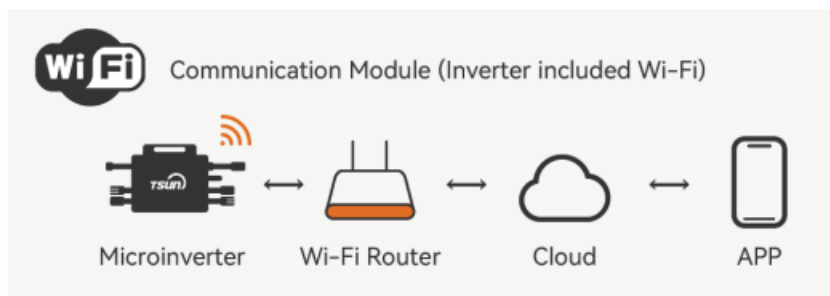 Wi Fi
Communication Module (Inverter included Wi-Fi)
TSUN
Microinverter
Wi-Fi Router
Cloud
APP